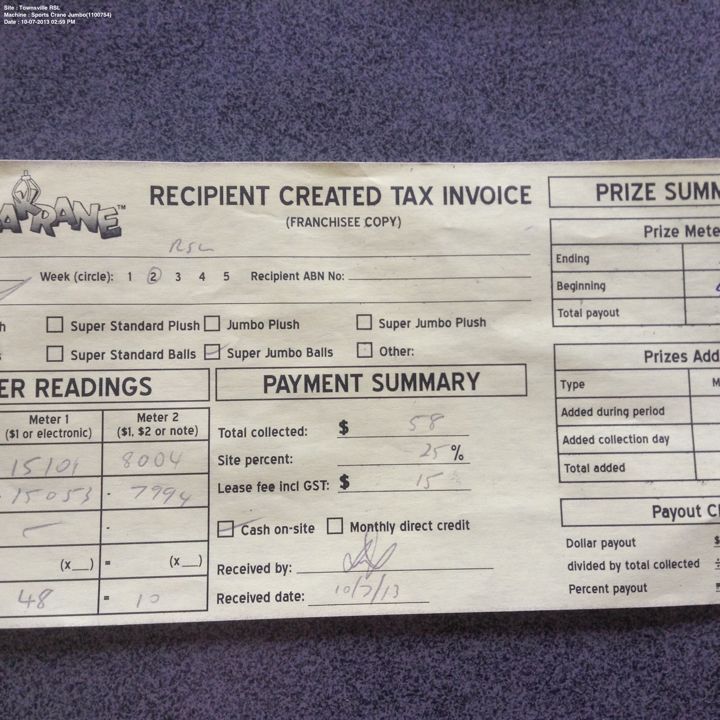 Site : Townsville RSL
Machine : Sports Crane Jumbo(1100754)
Date : 10-07-2013 02:59 PM
AKRANE™
RECIPIENT CREATED TAX INVOICE
(FRANCHISEE COPY)
RSL
Week (circle): 1 2 3 4 5 Recipient ABN No:
h Super Standard Plush Jumbo Plush Super Jumbo Plush
s Super Standard Balls Super Jumbo Balls Other:
ER READINGS
Meter 1 Meter 2
($1 or electronic) ($1, $2 or note)
15101 8004
15053 - 7994
-
(x__) = (x__)
48 = 10
PAYMENT SUMMARY
Total collected: $ 58
Site percent: 25 %
Lease fee incl GST: $ 15
Cash on-site Monthly direct credit
Received by:
Received date: 10/7/13
PRIZE SUMM
Prize Mete
Ending
Beginning
Total payout
Prizes Add
Type M
Added during period
Added collection day
Total added
Payout C
Dollar payout $
divided by total collected ÷
Percent payout =